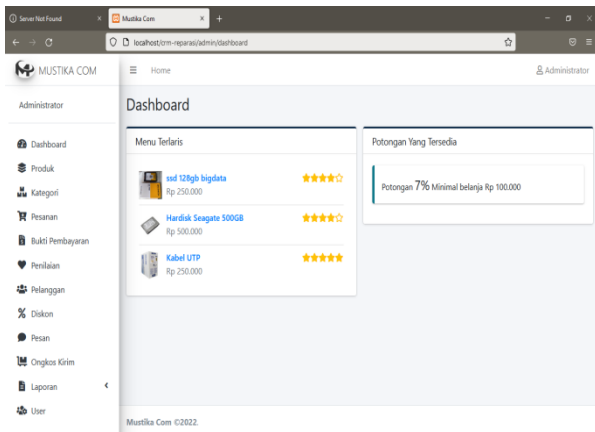 Server Not Found
Mustika Com
localhost/crm-reparasi/admin/dashboard
MUSTIKA COM
Home
Administrator
Administrator
Dashboard
Produk
Kategori
Pesanan
Bukti Pembayaran
Penilaian
Pelanggan
Diskon
Pesan
Ongkos Kirim
Laporan
User
Dashboard
Menu Terlaris
ssd 128gb bigdata
Rp 250.000
Hardisk Seagate 500GB
Rp 500.000
Kabel UTP
Rp 250.000
Potongan Yang Tersedia
Potongan 7% Minimal belanja Rp 100.000
Mustika Com ©2022.